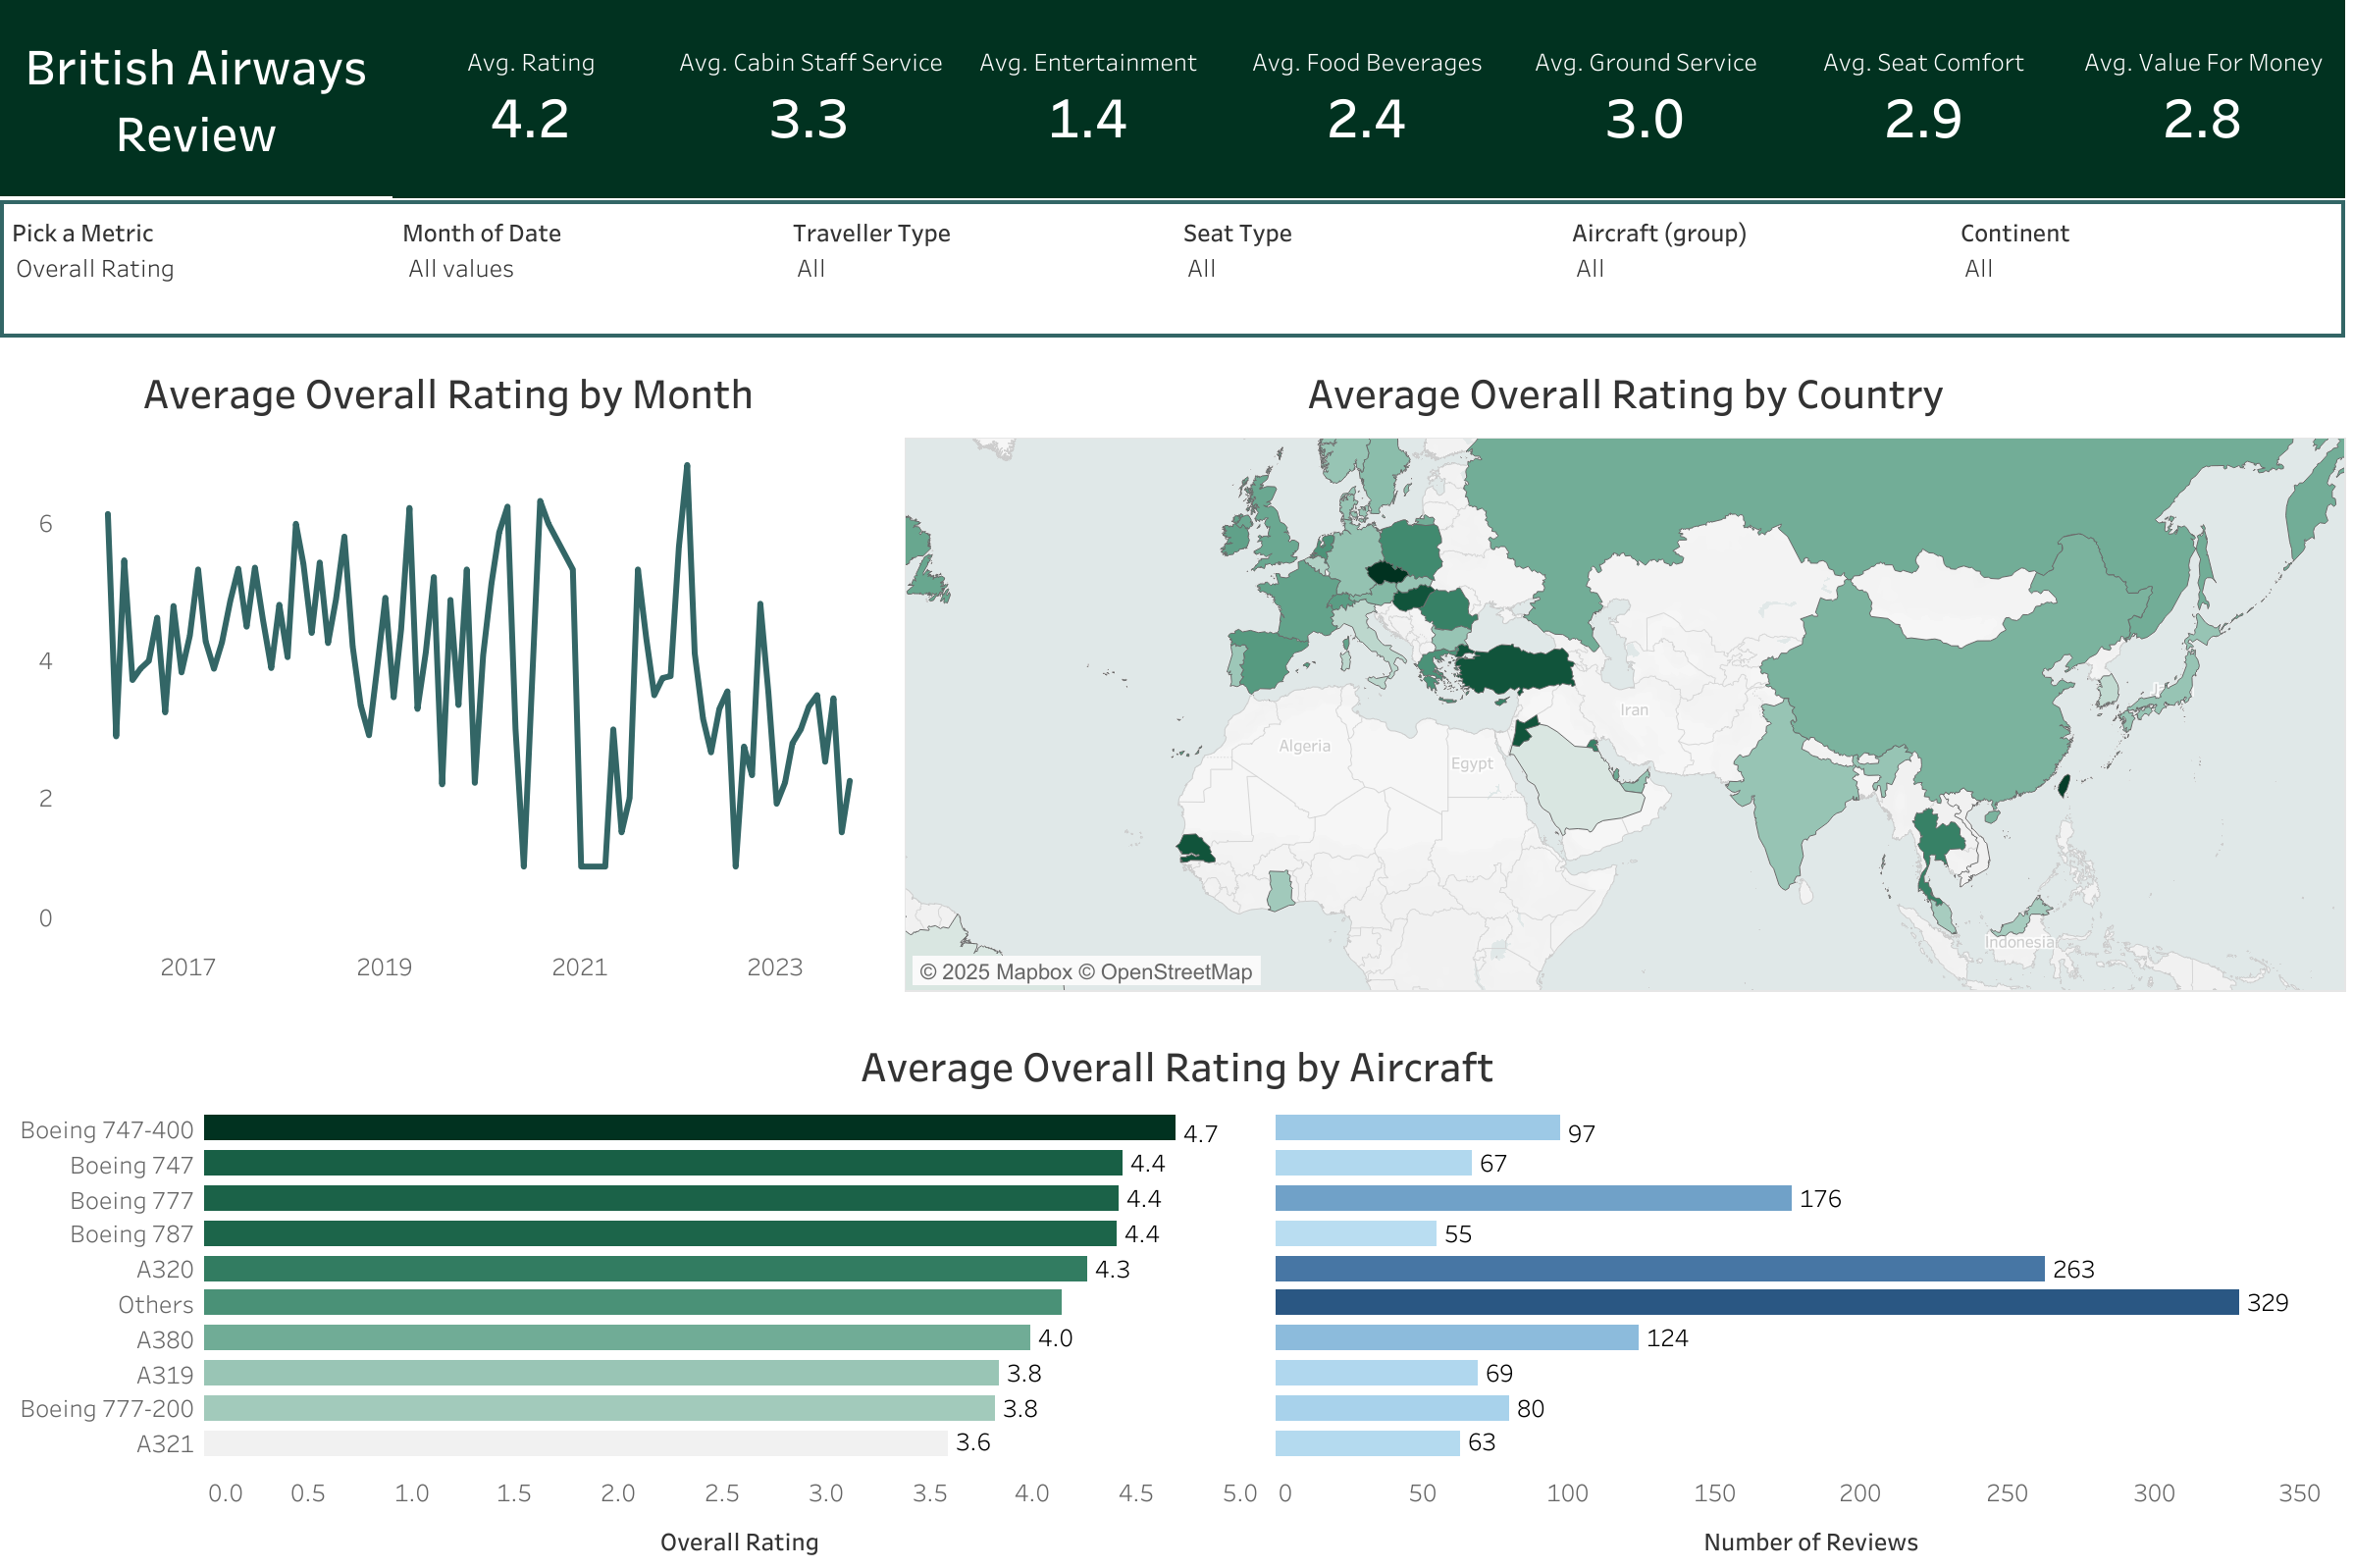 British Airways
Review
Avg. Rating
4.2
Avg. Cabin Staff Service
3.3
Avg. Entertainment
1.4
Avg. Food Beverages
2.4
Avg. Ground Service
3.0
Avg. Seat Comfort
2.9
Avg. Value For Money
2.8
Pick a Metric
Overall Rating
Month of Date
All values
Traveller Type
All
Seat Type
All
Aircraft (group)
All
Continent
All
Average Overall Rating by Month
6
4
2
0
2017 2019 2021 2023
Average Overall Rating by Country
Iran
Algeria
Egypt
Indonesia
© 2025 Mapbox © OpenStreetMap
Average Overall Rating by Aircraft
Boeing 747-400 4.7 97
Boeing 747 4.4 67
Boeing 777 4.4 176
Boeing 787 4.4 55
A320 4.3 263
Others 329
A380 4.0 124
A319 3.8 69
Boeing 777-200 3.8 80
A321 3.6 63
0.0 0.5 1.0 1.5 2.0 2.5 3.0 3.5 4.0 4.5 5.0 0 50 100 150 200 250 300 350
Overall Rating Number of Reviews